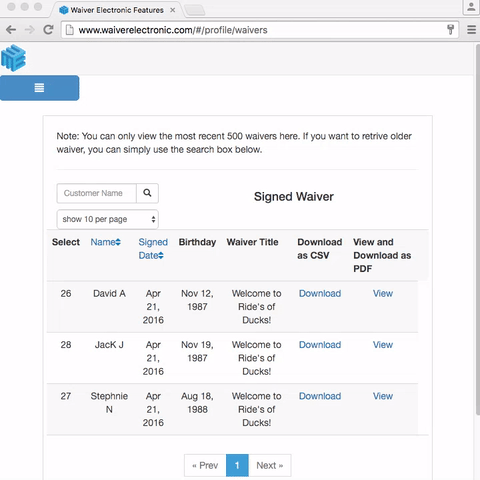 Waiver Electronic Features
www.waiverelectronic.com/#/profile/waivers
Note: You can only view the most recent 500 waivers here. If you want to retrive older
waiver, you can simply use the search box below.
Customer Name
Signed Waiver
show 10 per page
Select Name Signed Date Birthday Waiver Title Download as CSV View and Download as PDF
26 David A Apr 21, 2016 Nov 12, 1987 Welcome to Ride's of Ducks! Download View
28 JacK J Apr 21, 2016 Nov 19, 1987 Welcome to Ride's of Ducks! Download View
27 Stephnie N Apr 21, 2016 Aug 18, 1988 Welcome to Ride's of Ducks! Download View
« Prev 1 Next »